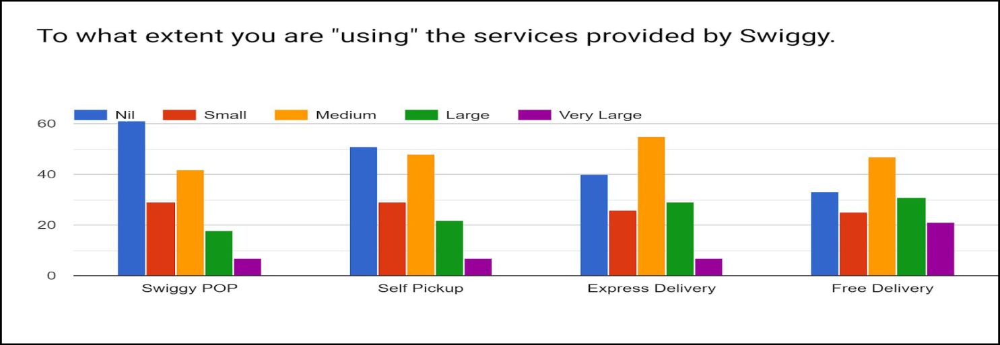 To what extent you are "using" the services provided by Swiggy.
Nil Small Medium Large Very Large
60
40
20
0
Swiggy POP Self Pickup Express Delivery Free Delivery